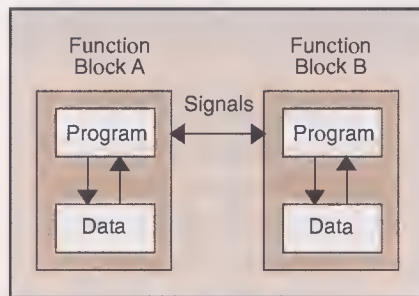 Function
Block A
Function
Block B
Signals
Program
Program
Data
Data